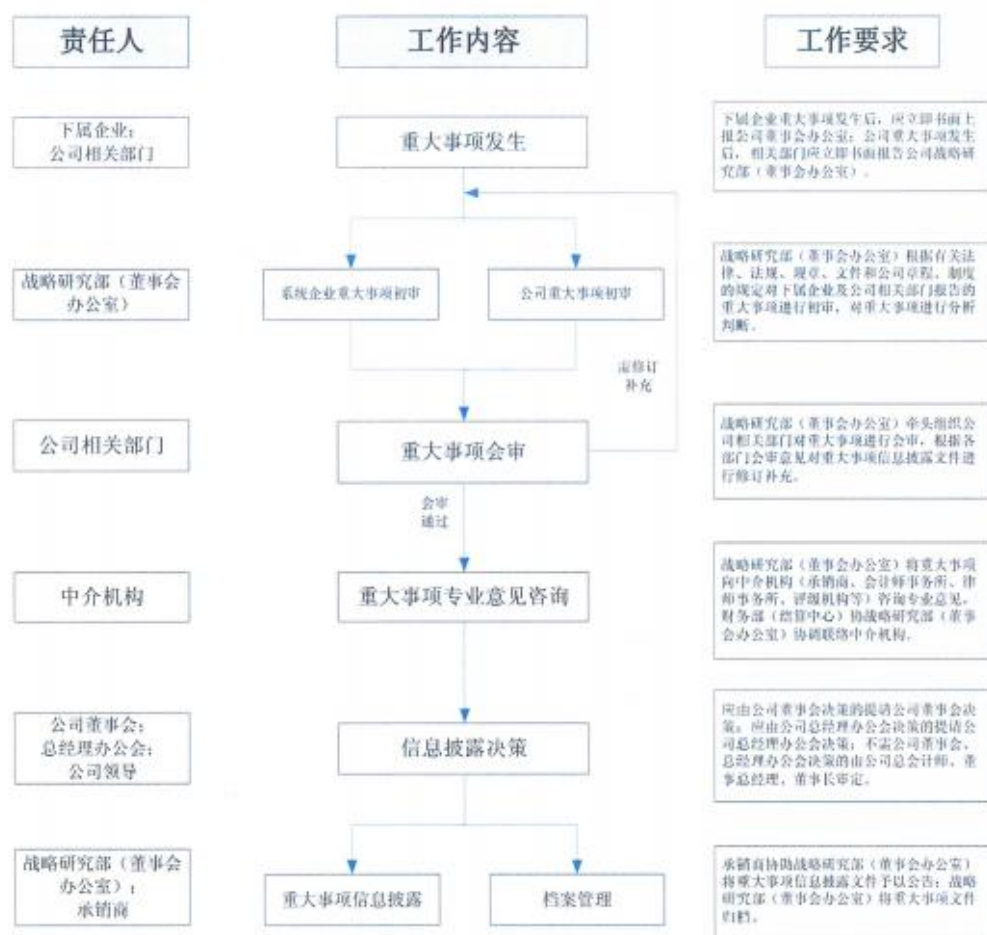 责任人
工作内容
工作要求
下属企业;
公司相关部门
重大事项发生
下属企业重大事项发生后，应立即书面上
报公司董事会办公室；公司重大事项发生
后，相关部门应立即书面报告公司战略研
究部（董事会办公室）。
战略研究部（董事会
办公室）
系统企业重大事项初审
公司重大事项初审
战略研究部（董事会办公室）根据有关法
律、法规、规章、文件和公司章程、制度
的规定对下属企业及公司相关部门报告的
重大事项进行初审，对重大事项进行分析
判断。
需修订
补充
公司相关部门
重大事项会审
战略研究部（董事会办公室）牵头组织公
司相关部门对重大事项进行会审，根据各
部门会审意见对重大事项信息披露文件进
行修订补充。
会审
通过
中介机构
重大事项专业意见咨询
战略研究部（董事会办公室）将重大事项
向中介机构（承销商、会计师事务所、律
师事务所、评级机构等）咨询专业意见。
财务部（结算中心）协战略研究部（董事
会办公室）协调联络中介机构。
公司董事会;
总经理办公会;
公司领导
信息披露决策
应由公司董事会决策的提请公司董事会决
策；应由公司总经理办公会决策的提请公
司总经理办公会决策；不需公司董事会、
总经理办公会决策的由公司总会计师、董
事总经理、董事长审定。
战略研究部（董事会
办公室）;
承销商
重大事项信息披露
档案管理
承销商协助战略研究部（董事会办公室）
将重大事项信息披露文件予以公告；战略
研究部（董事会办公室）将重大事项文件
归档。